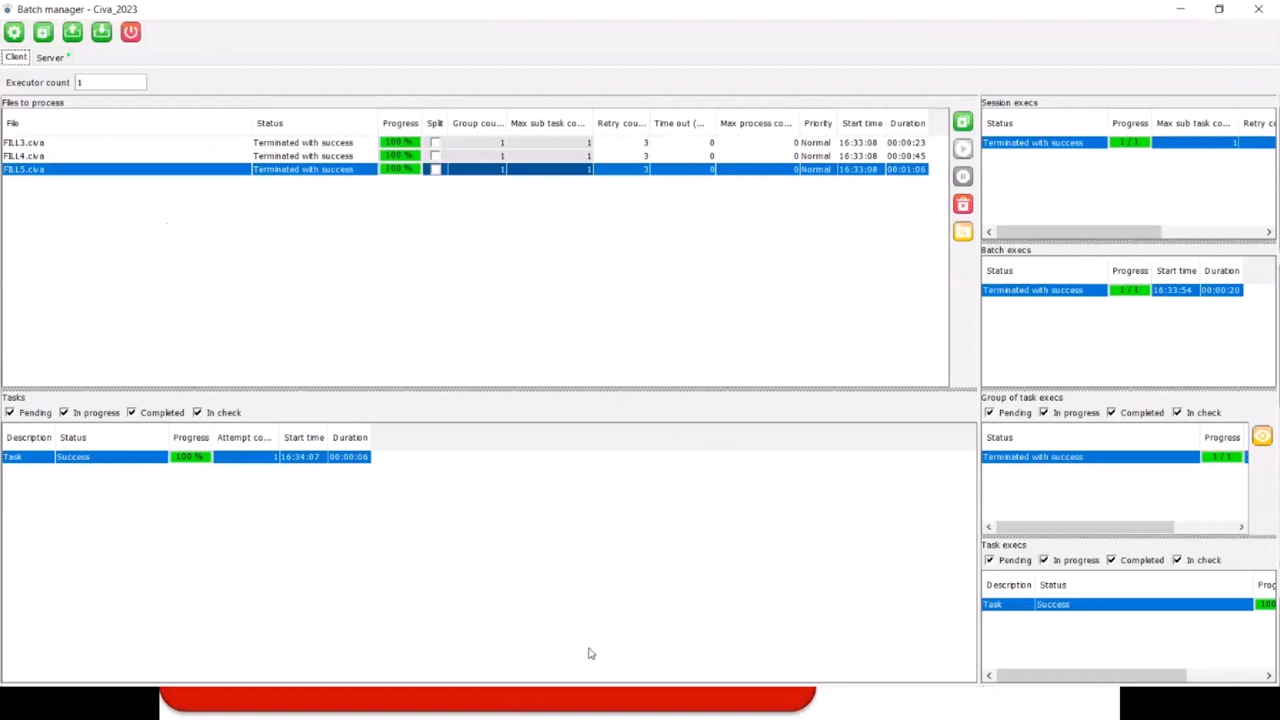 Batch manager - Civa_2023
Client Server
Executor count 1
Files to process
File Status Progress Split Group cou... Max sub task co... Retry cou... Time out (... Max process co... Priority Start time Duration
FILL3.civa Terminated with success 100 % 1 1 3 0 0 Normal 16:33:08 00:00:23
FILL4.civa Terminated with success 100 % 1 1 3 0 0 Normal 16:33:08 00:00:45
FILL5.civa Terminated with success 100 % 1 1 3 0 0 Normal 16:33:08 00:01:06
Session execs
Status Progress Max sub task co... Retry c
Terminated with success 1 / 1 1
Batch execs
Status Progress Start time Duration
Terminated with success 1 / 1 16:33:54 00:00:20
Tasks
Pending In progress Completed In check
Description Status Progress Attempt co... Start time Duration
Task Success 100 % 1 16:34:07 00:00:06
Group of task execs
Pending In progress Completed In check
Status Progress
Terminated with success 1 / 1
Task execs
Pending In progress Completed In check
Description Status Prog
Task Success 100